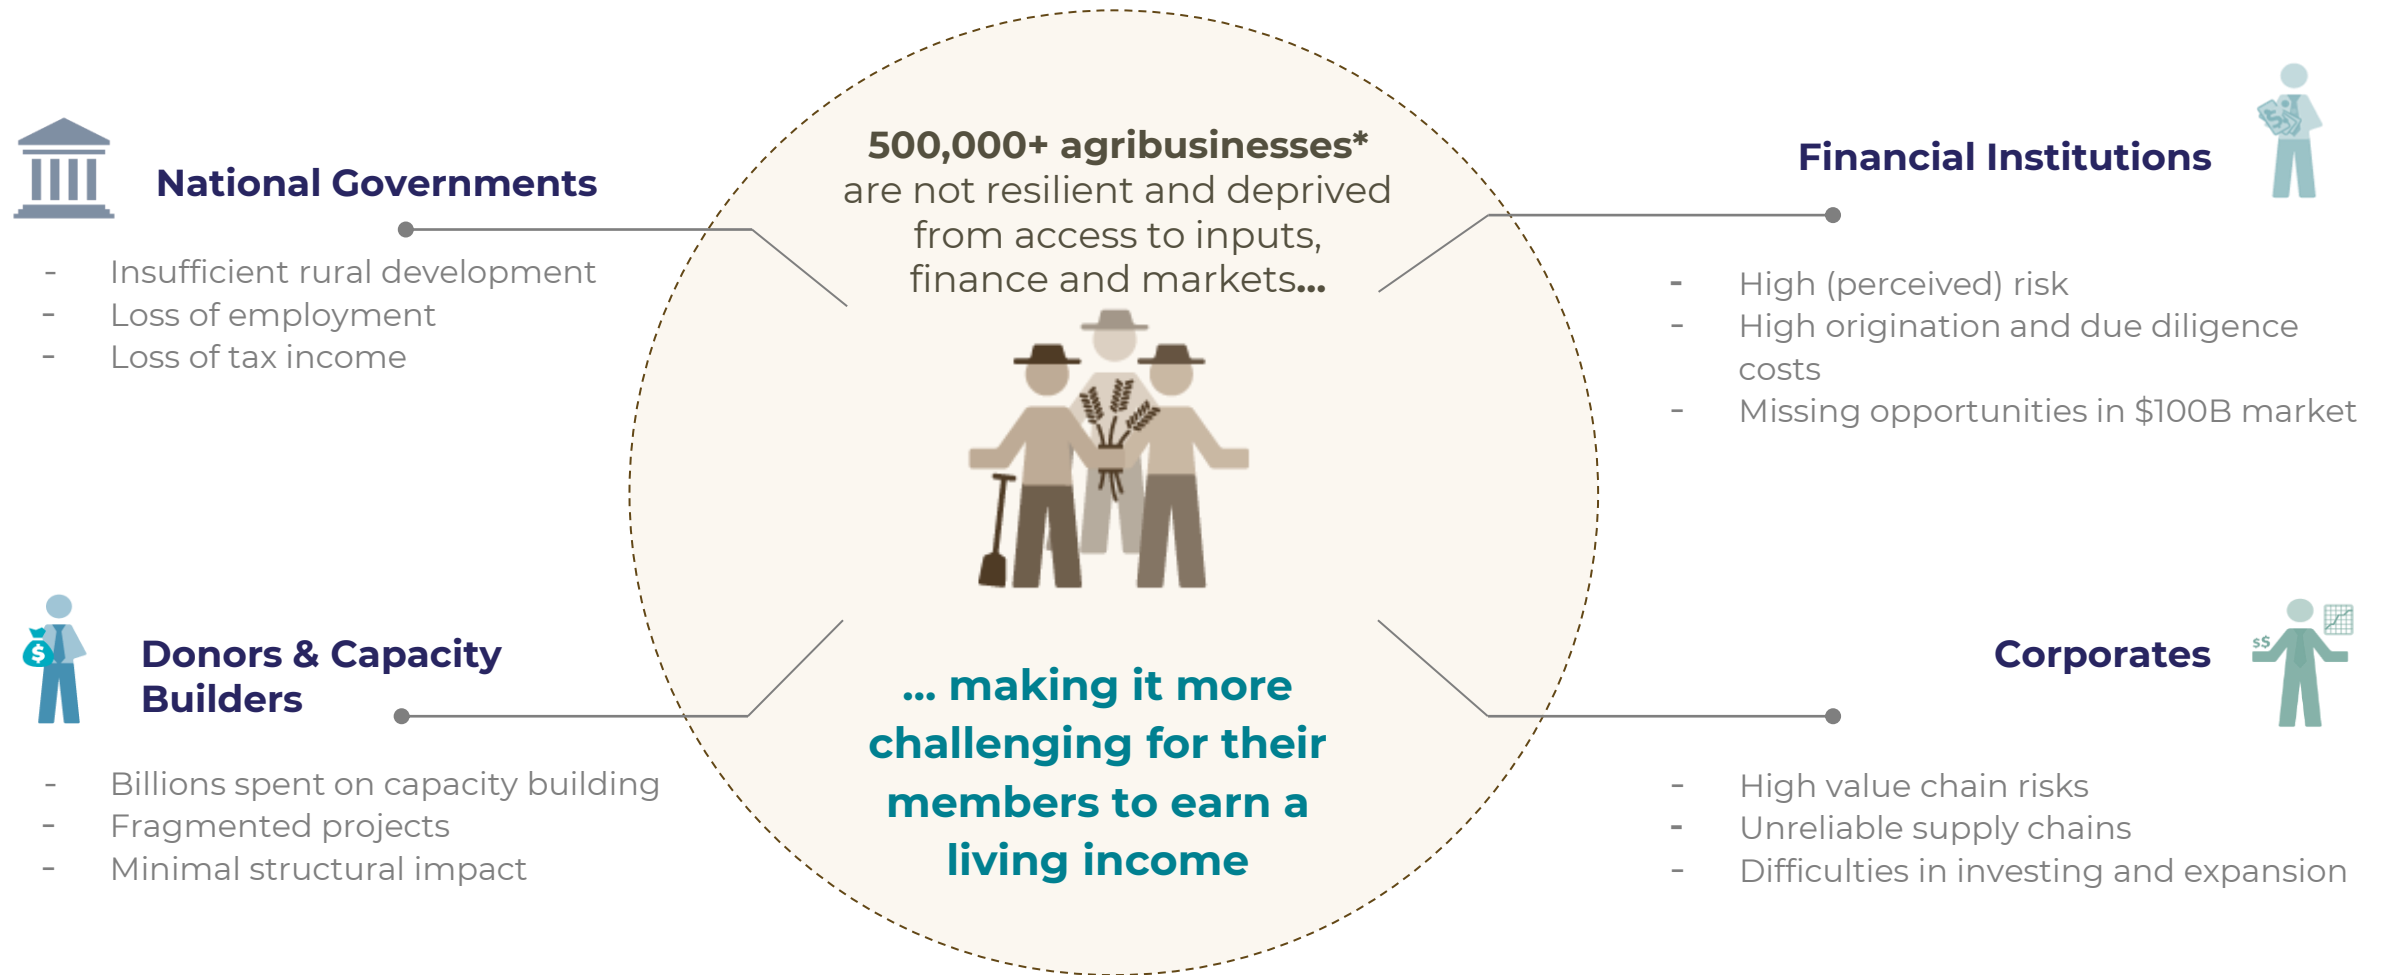 National Governments
- Insufficient rural development
- Loss of employment
- Loss of tax income
500,000+ agribusinesses*
are not resilient and deprived
from access to inputs,
finance and markets...
Financial Institutions
- High (perceived) risk
- High origination and due diligence
costs
- Missing opportunities in $100B market
Donors & Capacity
Builders
- Billions spent on capacity building
- Fragmented projects
- Minimal structural impact
... making it more
challenging for their
members to earn a
living income
Corporates
$$
- High value chain risks
- Unreliable supply chains
- Difficulties in investing and expansion
$